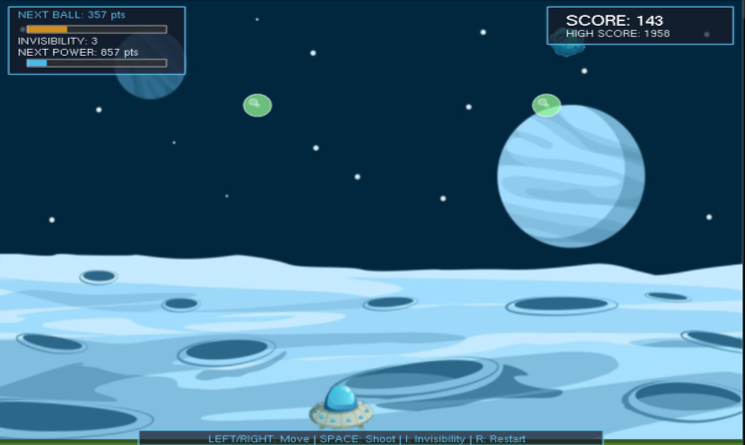 NEXT BALL: 357 pts
INVISIBILITY: 3
NEXT POWER: 857 pts
SCORE: 143
HIGH SCORE: 1958
LEFT/RIGHT: Move | SPACE: Shoot | I: Invisibility | R: Restart